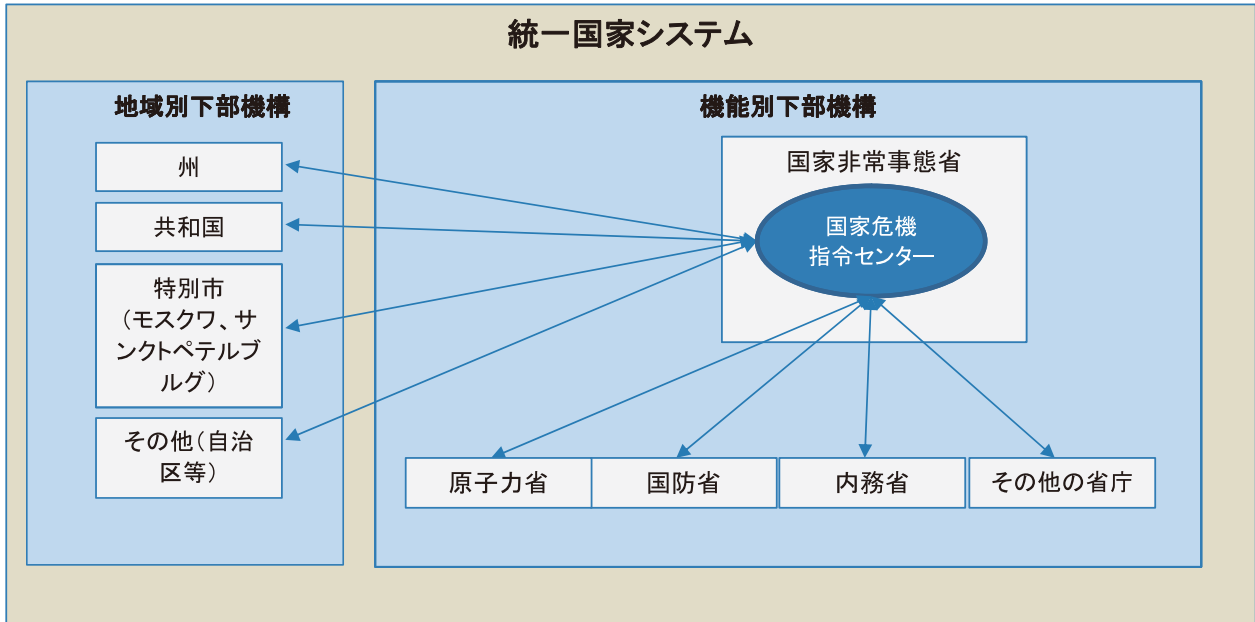 統一国家システム
地域別下部機構
州
共和国
特別市
（モスクワ、サ
ンクトペテルブ
ルグ）
その他（自治
区等）
機能別下部機構
国家非常事態省
国家危機
指令センター
原子力省
国防省
内務省
その他の省庁